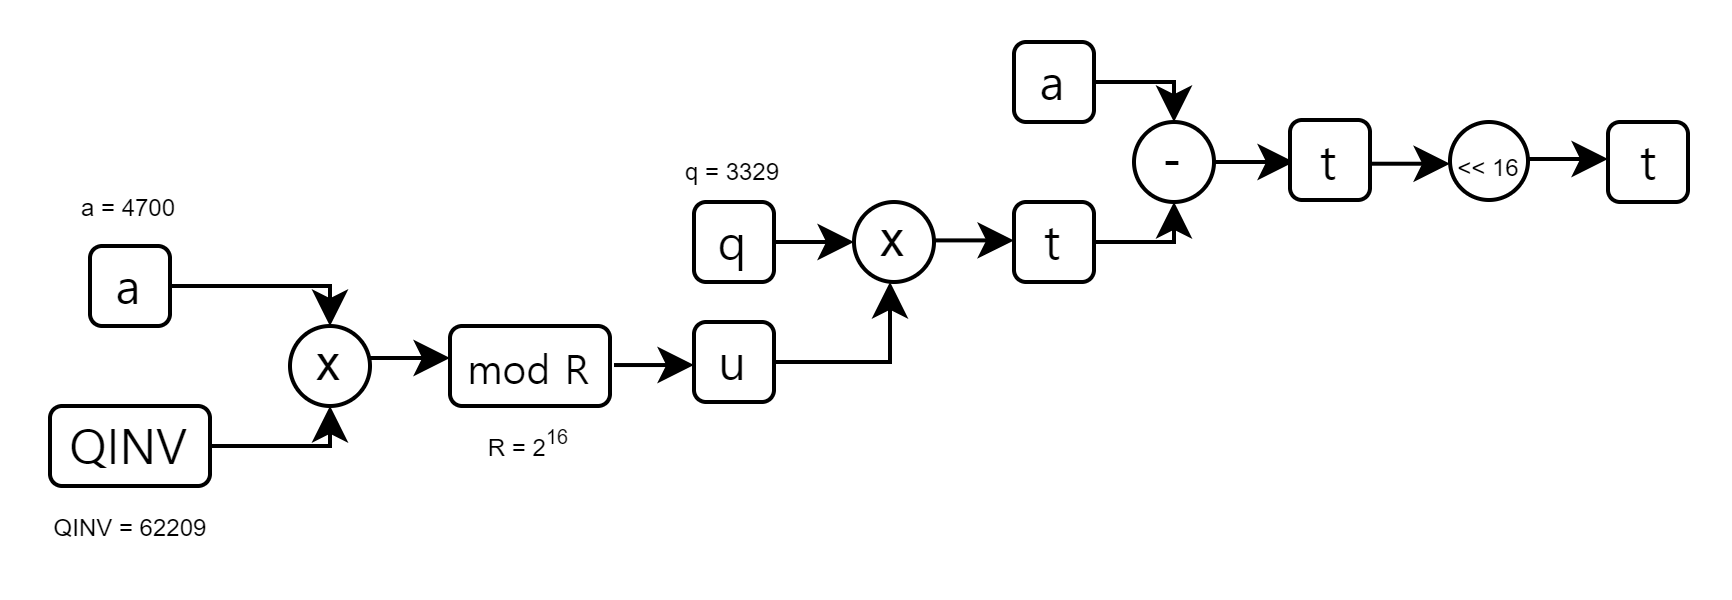 a = 4700
a
QINV
QINV = 62209
x
mod R
R = 2^16
q = 3329
q
u
x
a
t
-
t
<< 16
t